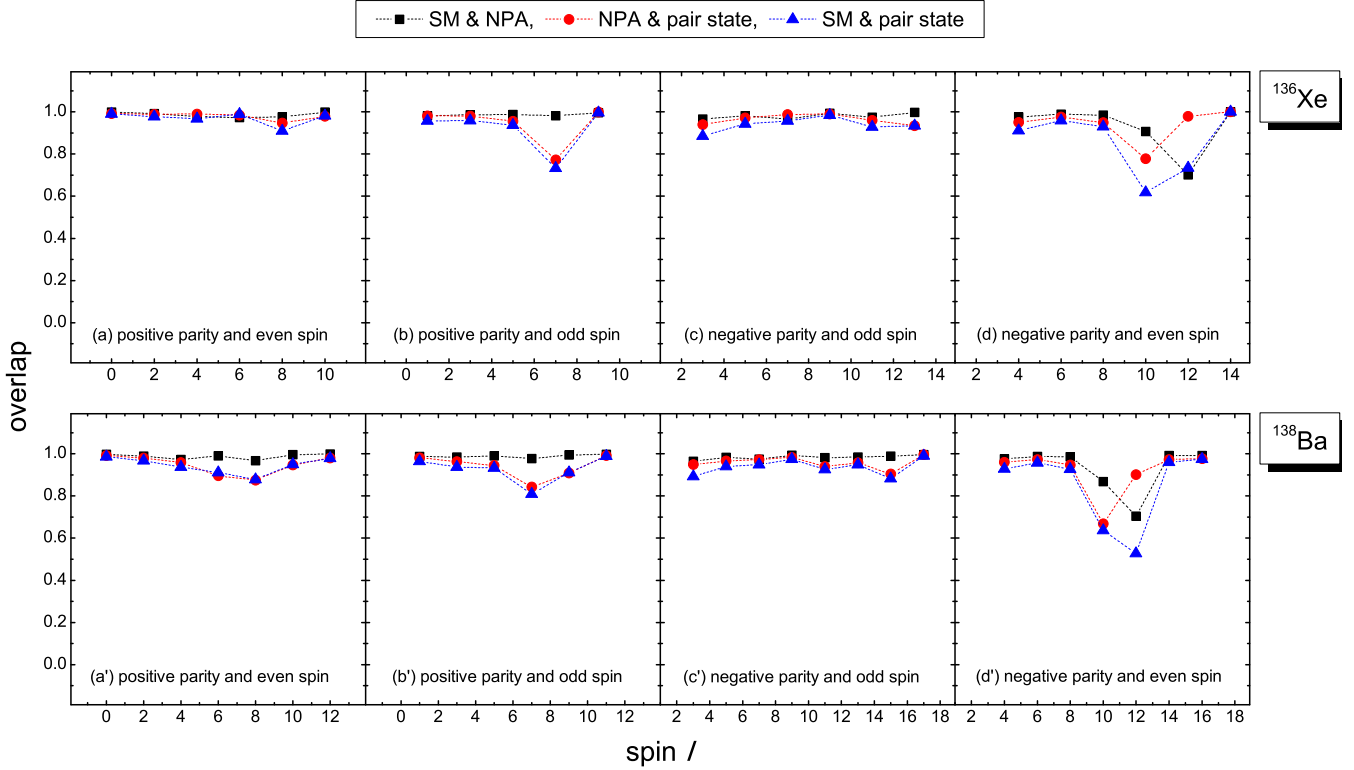 SM & NPA, NPA & pair state, SM & pair state
136Xe
1.0
0.8
0.6
0.4
0.2
0.0
(a) positive parity and even spin
(b) positive parity and odd spin
(c) negative parity and odd spin
(d) negative parity and even spin
0 2 4 6 8 10
0 2 4 6 8 10
2 4 6 8 10 12 14
2 4 6 8 10 12 14
overlap
138Ba
1.0
0.8
0.6
0.4
0.2
0.0
(a') positive parity and even spin
(b') positive parity and odd spin
(c') negative parity and odd spin
(d') negative parity and even spin
0 2 4 6 8 10 12
0 2 4 6 8 10 12
2 4 6 8 10 12 14 16 18
2 4 6 8 10 12 14 16 18
spin I